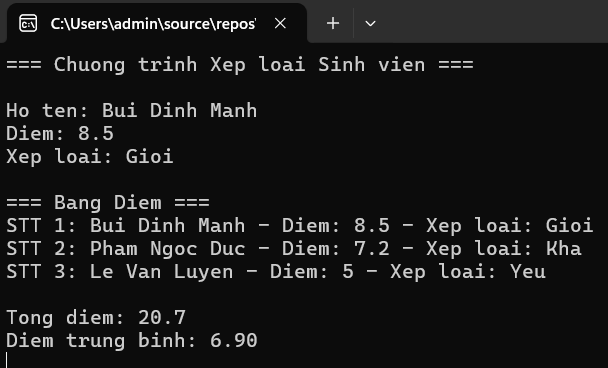 C:\Users\admin\source\repos'
=== Chuong trinh Xep loai Sinh vien ===
Ho ten: Bui Dinh Manh
Diem: 8.5
Xep loai: Gioi
=== Bang Diem ===
STT 1: Bui Dinh Manh - Diem: 8.5 - Xep loai: Gioi
STT 2: Pham Ngoc Duc - Diem: 7.2 - Xep loai: Kha
STT 3: Le Van Luyen - Diem: 5 - Xep loai: Yeu
Tong diem: 20.7
Diem trung binh: 6.90